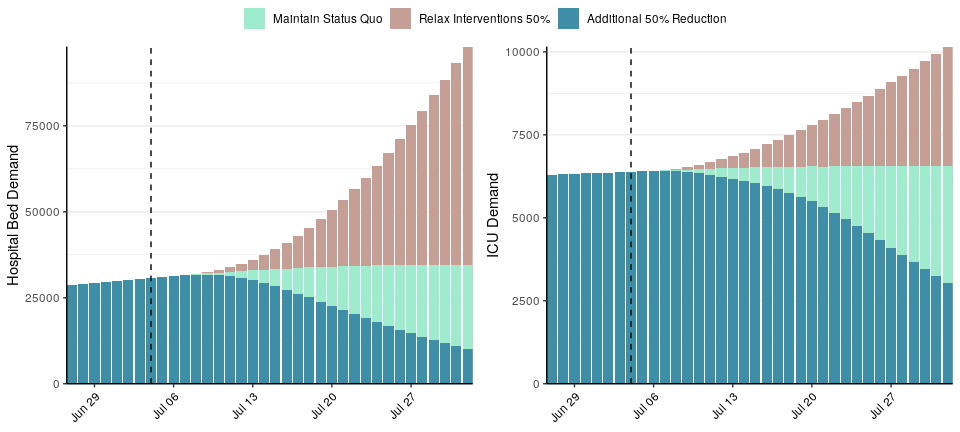 Maintain Status Quo Relax Interventions 50% Additional 50% Reduction
Hospital Bed Demand
75000
50000
25000
0
Jun 29 Jul 06 Jul 13 Jul 20 Jul 27
ICU Demand
10000
7500
5000
2500
0
Jun 29 Jul 06 Jul 13 Jul 20 Jul 27